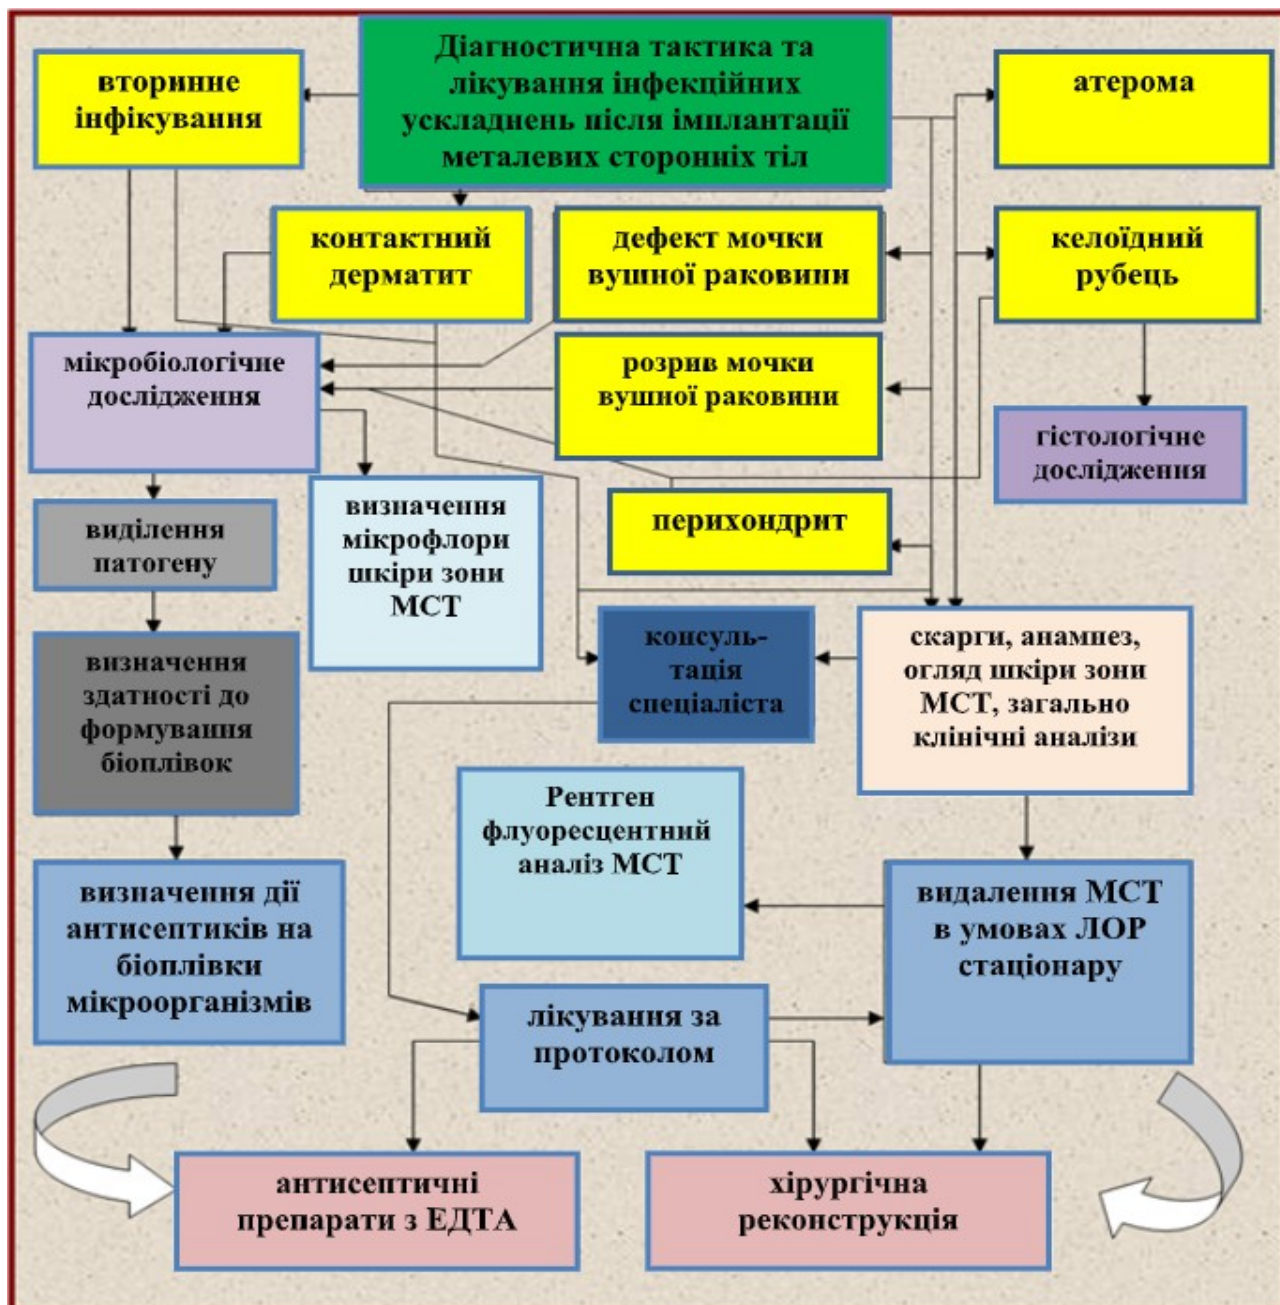 Діагностична тактика та
лікування інфекційних
ускладнень після імплантації
металевих сторонніх тіл
вторинне
інфікування
атерома
контактний
дерматит
дефект мочки
вушної раковини
келоїдний
рубець
мікробіологічне
дослідження
розрив мочки
вушної раковини
гістологічне
дослідження
виділення
патогену
визначення
мікрофлори
шкіри зони
МСТ
перихондрит
визначення
здатності до
формування
біоплівок
консуль-
тація
спеціаліста
скарги, анампез,
огляд шкіри зони
МСТ, загально
клінічні аналізи
Рентген
флуоресцентний
аналіз МСТ
визначення дії
антисептиків на
біоплівки
мікроорганізмів
видалення МСТ
в умовах ЛОР
стаціонару
лікування за
протоколом
антисептичні
препарати з ЕДТА
хірургічна
реконструкція